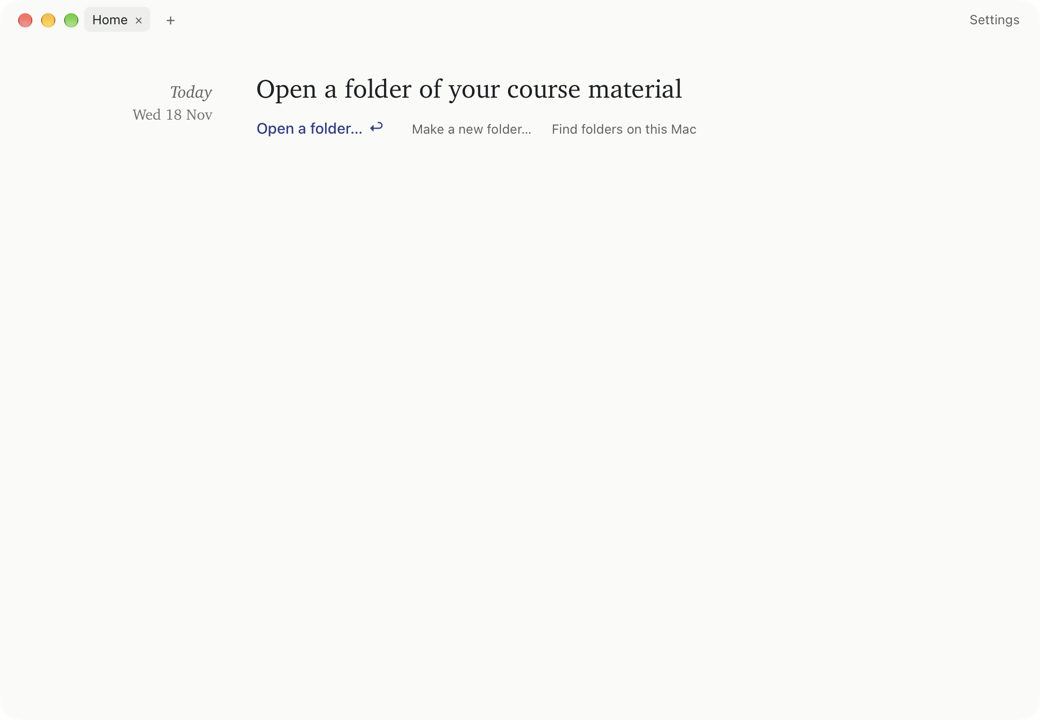 Home × +
Settings
Today
Wed 18 Nov
Open a folder of your course material
Open a folder... ↩ Make a new folder... Find folders on this Mac